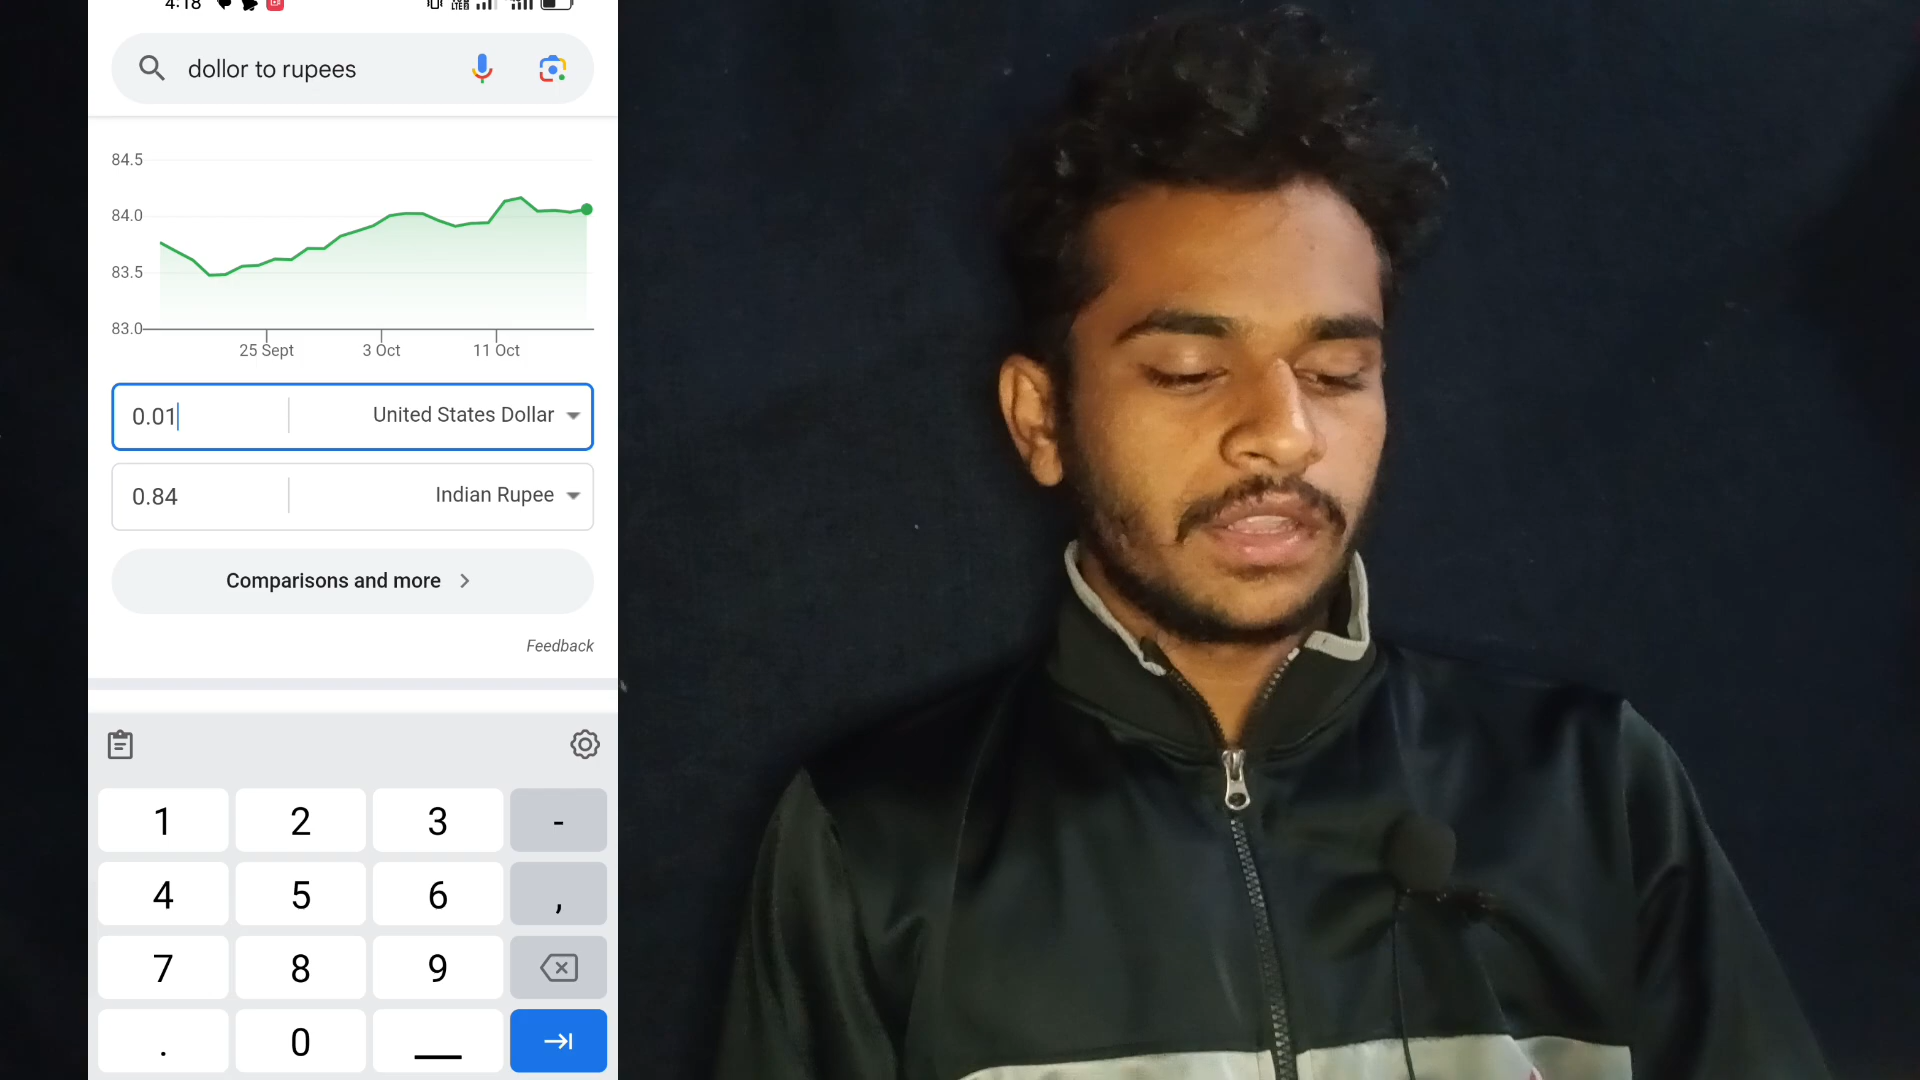 4:18
dollor to rupees
84.5
84.0
83.5
83.0
25 Sept 3 Oct 11 Oct
0.01 United States Dollar
0.84 Indian Rupee
Comparisons and more
Feedback
1 2 3 -
4 5 6 ,
7 8 9
. 0